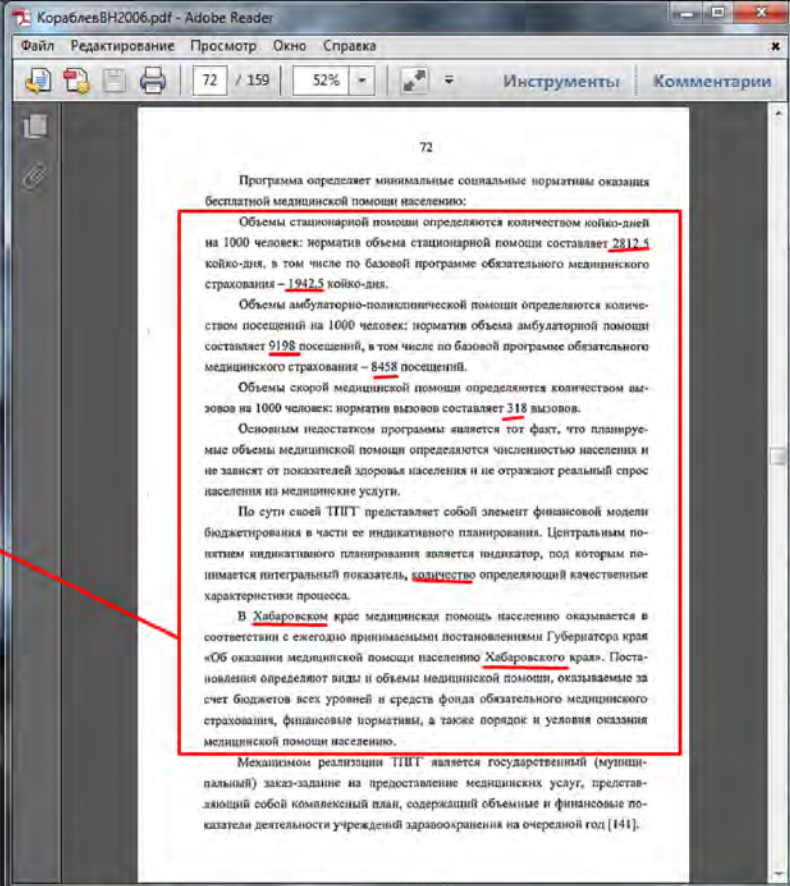 КораблевВН2006.pdf - Adobe Reader
Файл Редактирование Просмотр Окно Справка
72 / 159 52% Инструменты Комментарии
72
Программа определяет минимальные социальные нормативы оказания
бесплатной медицинской помощи населению:
Объемы стационарной помощи определяются количеством койко-дней
на 1000 человек: норматив объема стационарной помощи составляет 2812,5
койко-дня, в том числе по базовой программе обязательного медицинского
страхования – 1942,5 койко-дня.
Объемы амбулаторно-поликлинической помощи определяются количе-
ством посещений на 1000 человек: норматив объема амбулаторной помощи
составляет 9198 посещений, в том числе по базовой программе обязательного
медицинского страхования – 8458 посещений.
Объемы скорой медицинской помощи определяются количеством вы-
зовов на 1000 человек: норматив вызовов составляет 318 вызовов.
Основным недостатком программы является тот факт, что планируе-
мые объемы медицинской помощи определяются численностью населения и
не зависят от показателей здоровья населения и не отражают реальный спрос
населения на медицинские услуги.
По сути своей ТПГГ представляет собой элемент финансовой модели
бюджетирования в части ее индикативного планирования. Центральным по-
нятием индикативного планирования является индикатор, под которым по-
нимается интегральный показатель, количество определяющий качественные
характеристики процесса.
В Хабаровском крае медицинская помощь населению оказывается в
соответствии с ежегодно принимаемыми постановлениями Губернатора края
«Об оказании медицинской помощи населению Хабаровского края». Поста-
новления определяют виды и объемы медицинской помощи, оказываемые за
счет бюджетов всех уровней и средств фонда обязательного медицинского
страхования, финансовые нормативы, а также порядок и условия оказания
медицинской помощи населению.
Механизмом реализации ТПГГ является государственный (муници-
пальный) заказ-задание на предоставление медицинских услуг, представ-
ляющий собой комплексный план, содержащий объемные и финансовые по-
казатели деятельности учреждений здравоохранения на очередной год [141].